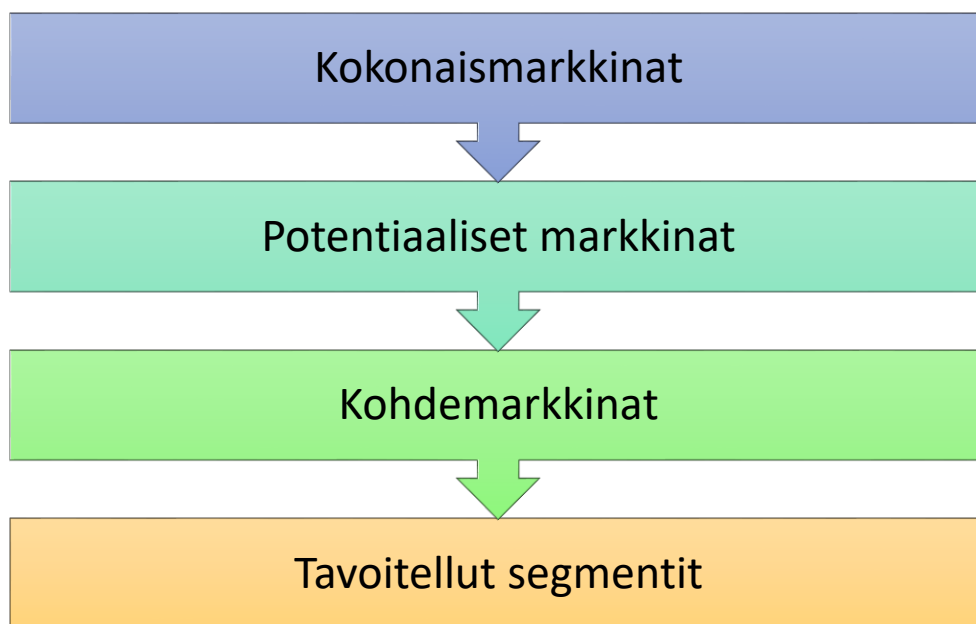 Kokonaismarkkinat
Potentiaaliset markkinat
Kohdemarkkinat
Tavoitellut segmentit